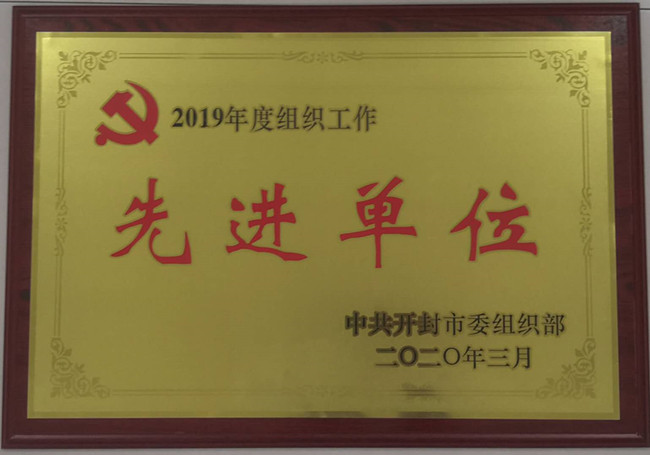 2019年度组织工作
先进单位
中共开封市委组织部
二〇二〇年三月